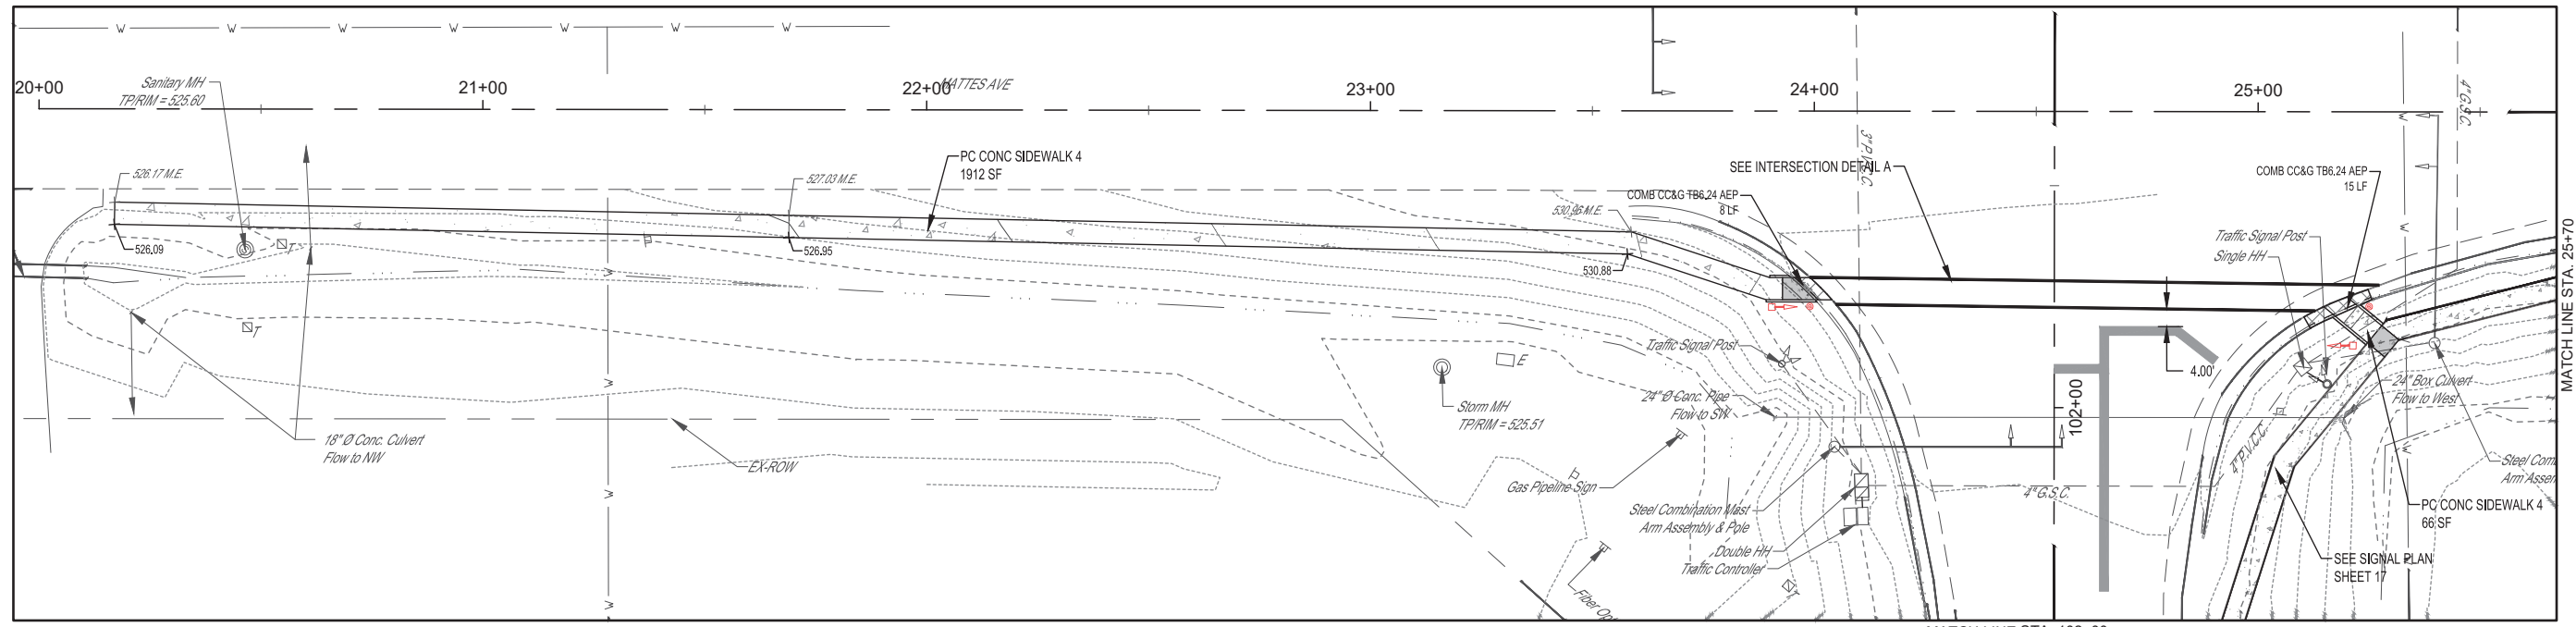 W W W W W W W
20+00
21+00
22+00
23+00
24+00
25+00
MATTES AVE
Sanitary MH
TP/RIM = 525.60
526.17 M.E.
526.09
527.03 M.E.
526.95
PC CONC SIDEWALK 4
1912 SF
530.96 M.E.
530.88
SEE INTERSECTION DETAIL A
COMB CC&G TB6.24 AEP
8 LF
3" P.V.C.C.
4" G.S.C.
COMB CC&G TB6.24 AEP
15 LF
Traffic Signal Post
Single HH
MATCH LINE STA. 25+70
T
T
W
W
W
18" Ø Conc. Culvert
Flow to NW
EX-ROW
Storm MH
TP/RIM = 525.51
E
Traffic Signal Post
24" Ø Conc. Pipe
Flow to SW
Gas Pipeline Sign
Steel Combination Mast
Arm Assembly & Pole
Double HH
Traffic Controller
T
Fiber
102+00
4.00'
4" G.S.C.
4" P.V.C.C.
24" Box Culvert
Flow to West
PC CONC SIDEWALK 4
66 SF
SEE SIGNAL PLAN
SHEET 17
Steel
Arm